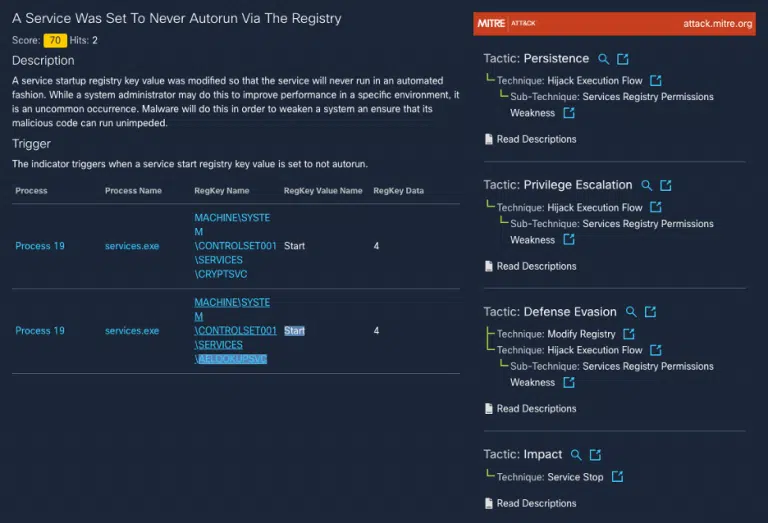 A Service Was Set To Never Autorun Via The Registry
Score: 70 Hits: 2
Description
A service startup registry key value was modified so that the service will never run in an automated
fashion. While a system administrator may do this to improve performance in a specific environment, it
is an uncommon occurrence. Malware will do this in order to weaken a system an ensure that its
malicious code can run unimpeded.
Trigger
The indicator triggers when a service start registry key value is set to not autorun.
Process Process Name RegKey Name RegKey Value Name RegKey Data
MACHINE\SYSTE
M
Process 19 services.exe \CONTROLSET001 Start 4
\SERVICES
\CRYPTSVC
MACHINE\SYSTE
M
Process 19 services.exe \CONTROLSET001 Start 4
\SERVICES
\AELOOKUPSVC
MITRE ATT&CK attack.mitre.org
Tactic: Persistence
Technique: Hijack Execution Flow
Sub-Technique: Services Registry Permissions
Weakness
Read Descriptions
Tactic: Privilege Escalation
Technique: Hijack Execution Flow
Sub-Technique: Services Registry Permissions
Weakness
Read Descriptions
Tactic: Defense Evasion
Technique: Modify Registry
Technique: Hijack Execution Flow
Sub-Technique: Services Registry Permissions
Weakness
Read Descriptions
Tactic: Impact
Technique: Service Stop
Read Descriptions